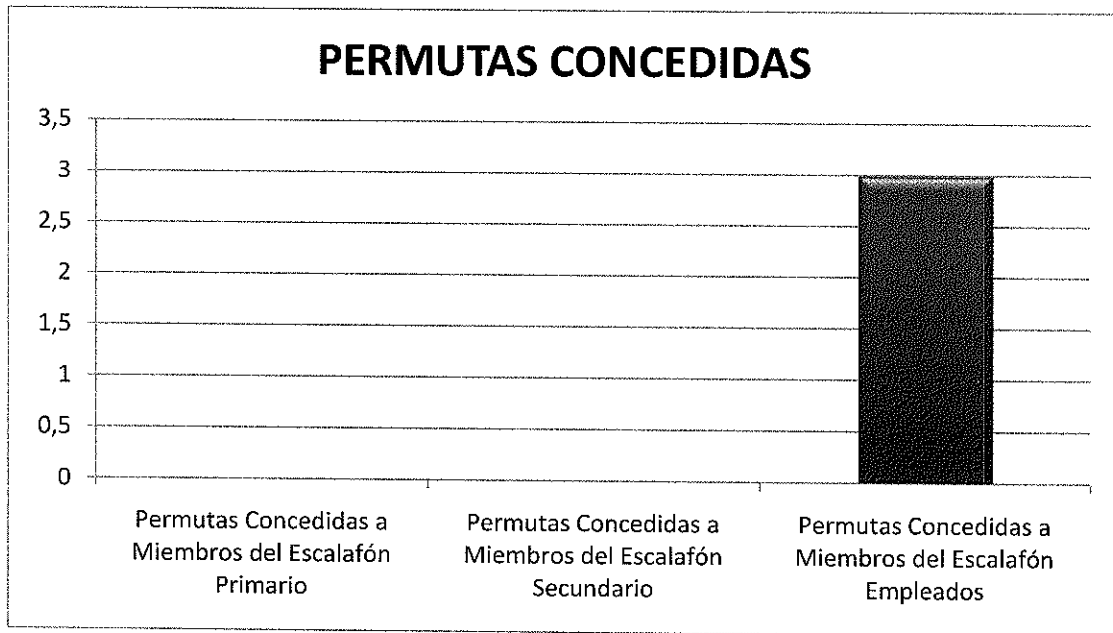 PERMUTAS CONCEDIDAS
3,5
3
2,5
2
1,5
1
0,5
0
Permutas Concedidas a
Miembros del Escalafón
Primario
Permutas Concedidas a
Miembros del Escalafón
Secundario
Permutas Concedidas a
Miembros del Escalafón
Empleados